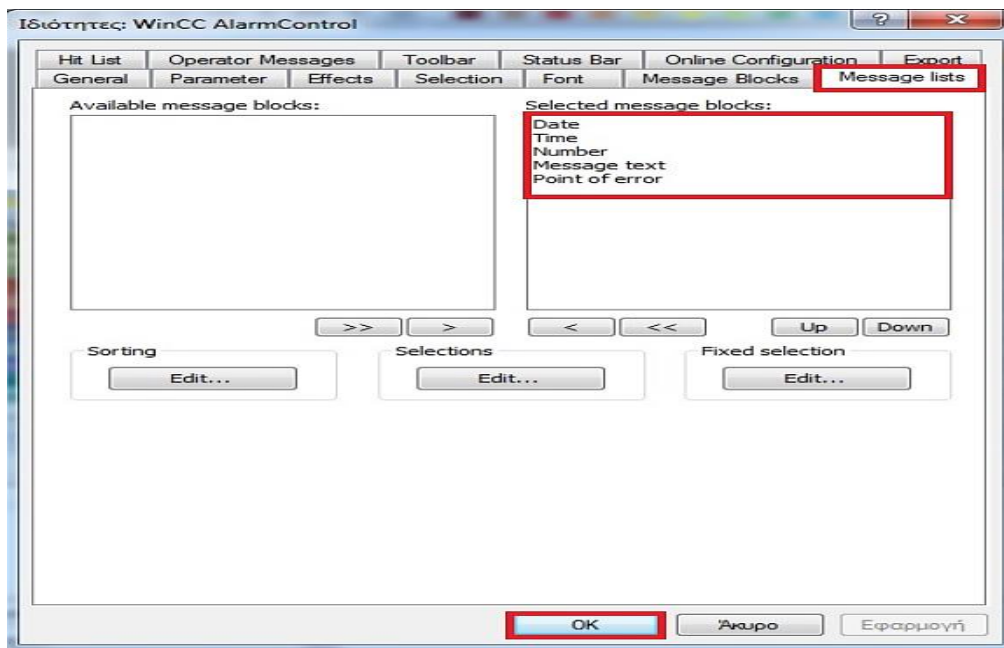 Ιδιότητες: WinCC AlarmControl
Hit List Operator Messages Toolbar Status Bar Online Configuration Export
General Parameter Effects Selection Font Message Blocks Message lists
Available message blocks: Selected message blocks:
Date
Time
Number
Message text
Point of error
>> > < << Up Down
Sorting Selections Fixed selection
Edit... Edit... Edit...
OK Άκυρο Εφαρμογή